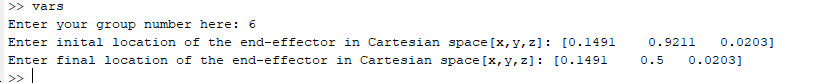 >> vars
Enter your group number here: 6
Enter inital location of the end-effector in Cartesian space[x,y,z]: [0.1491    0.9211   0.0203]
Enter final location of the end-effector in Cartesian space[x,y,z]: [0.1491    0.5   0.0203]
>>